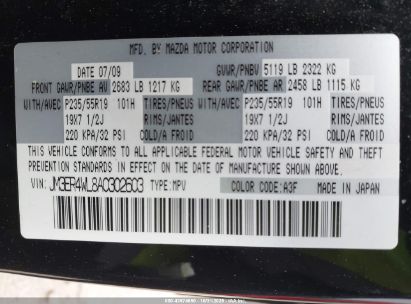 MFD. BY MAZDA MOTOR CORPORATION
DATE 07/09 GVWR/PNBV 5119 LB 2322 KG
FRONT GAWR/PNBE AV 2683 LB 1217 KG REAR GAWR/PNBE AR 2458 LB 1115 KG
WITH/AVEC P235/55R19 101H TIRES/PNEUS WITH/AVEC P235/55R19 101H TIRES/PNEUS
19X7 1/2J RIMS/JANTES 19X7 1/2J RIMS/JANTES
220 KPA/32 PSI COLD/A FROID 220 KPA/32 PSI COLD/A FROID
THIS VEHICLE CONFORMS TO ALL APPLICABLE FEDERAL MOTOR VEHICLE SAFETY
AND THEFT PREVENTION STANDARDS IN EFFECT ON
THE DATE OF MANUFACTURE SHOWN ABOVE.
VIN: JM3ER4WL8A0302603 TYPE: MPV COLOR CODE: A3F MADE IN JAPAN